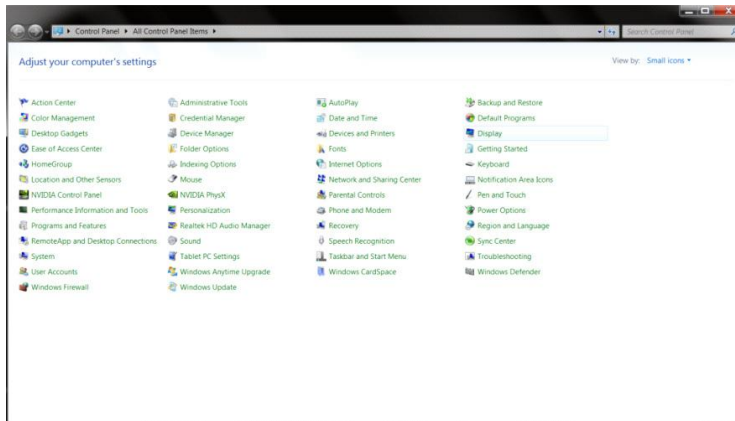 Control Panel ▸ All Control Panel Items ▸ Search Control Panel
Adjust your computer's settings View by: Small icons
Action Center Administrative Tools AutoPlay Backup and Restore
Color Management Credential Manager Date and Time Default Programs
Desktop Gadgets Device Manager Devices and Printers Display
Ease of Access Center Folder Options Fonts Getting Started
HomeGroup Indexing Options Internet Options Keyboard
Location and Other Sensors Mouse Network and Sharing Center Notification Area Icons
NVIDIA Control Panel NVIDIA PhysX Parental Controls Pen and Touch
Performance Information and Tools Personalization Phone and Modem Power Options
Programs and Features Realtek HD Audio Manager Recovery Region and Language
RemoteApp and Desktop Connections Sound Speech Recognition Sync Center
System Tablet PC Settings Taskbar and Start Menu Troubleshooting
User Accounts Windows Anytime Upgrade Windows CardSpace Windows Defender
Windows Firewall Windows Update